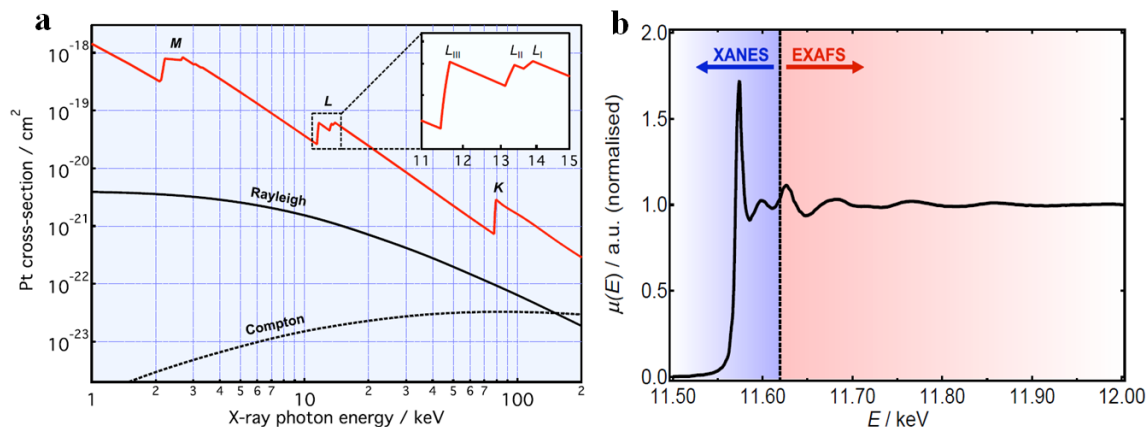 a
Pt cross-section / cm²
10⁻¹⁸
10⁻¹⁹
10⁻²⁰
10⁻²¹
10⁻²²
10⁻²³
M
L
K
Rayleigh
Compton
L_III
L_II
L_I
11 12 13 14 15
1 2 3 4 5 6 7 10 2 3 4 5 6 7 100 2
X-ray photon energy / keV
b
μ(E) / a.u. (normalised)
2.0
1.5
1.0
0.5
0.0
XANES EXAFS
11.50 11.60 11.70 11.80 11.90 12.00
E / keV